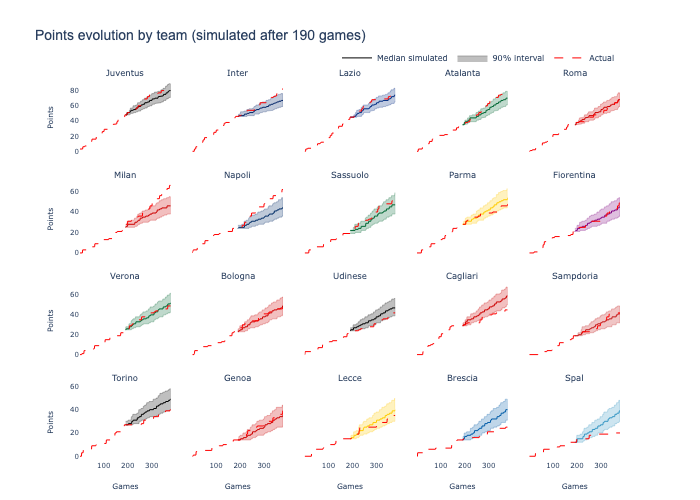 Points evolution by team (simulated after 190 games)
Median simulated 90% interval Actual
Juventus Inter Lazio Atalanta Roma
80
60
40
20
0
Points
Milan Napoli Sassuolo Parma Fiorentina
60
40
20
0
Points
Verona Bologna Udinese Cagliari Sampdoria
60
40
20
0
Points
Torino Genoa Lecce Brescia Spal
60
40
20
0
Points
100 200 300 100 200 300 100 200 300 100 200 300 100 200 300
Games Games Games Games Games